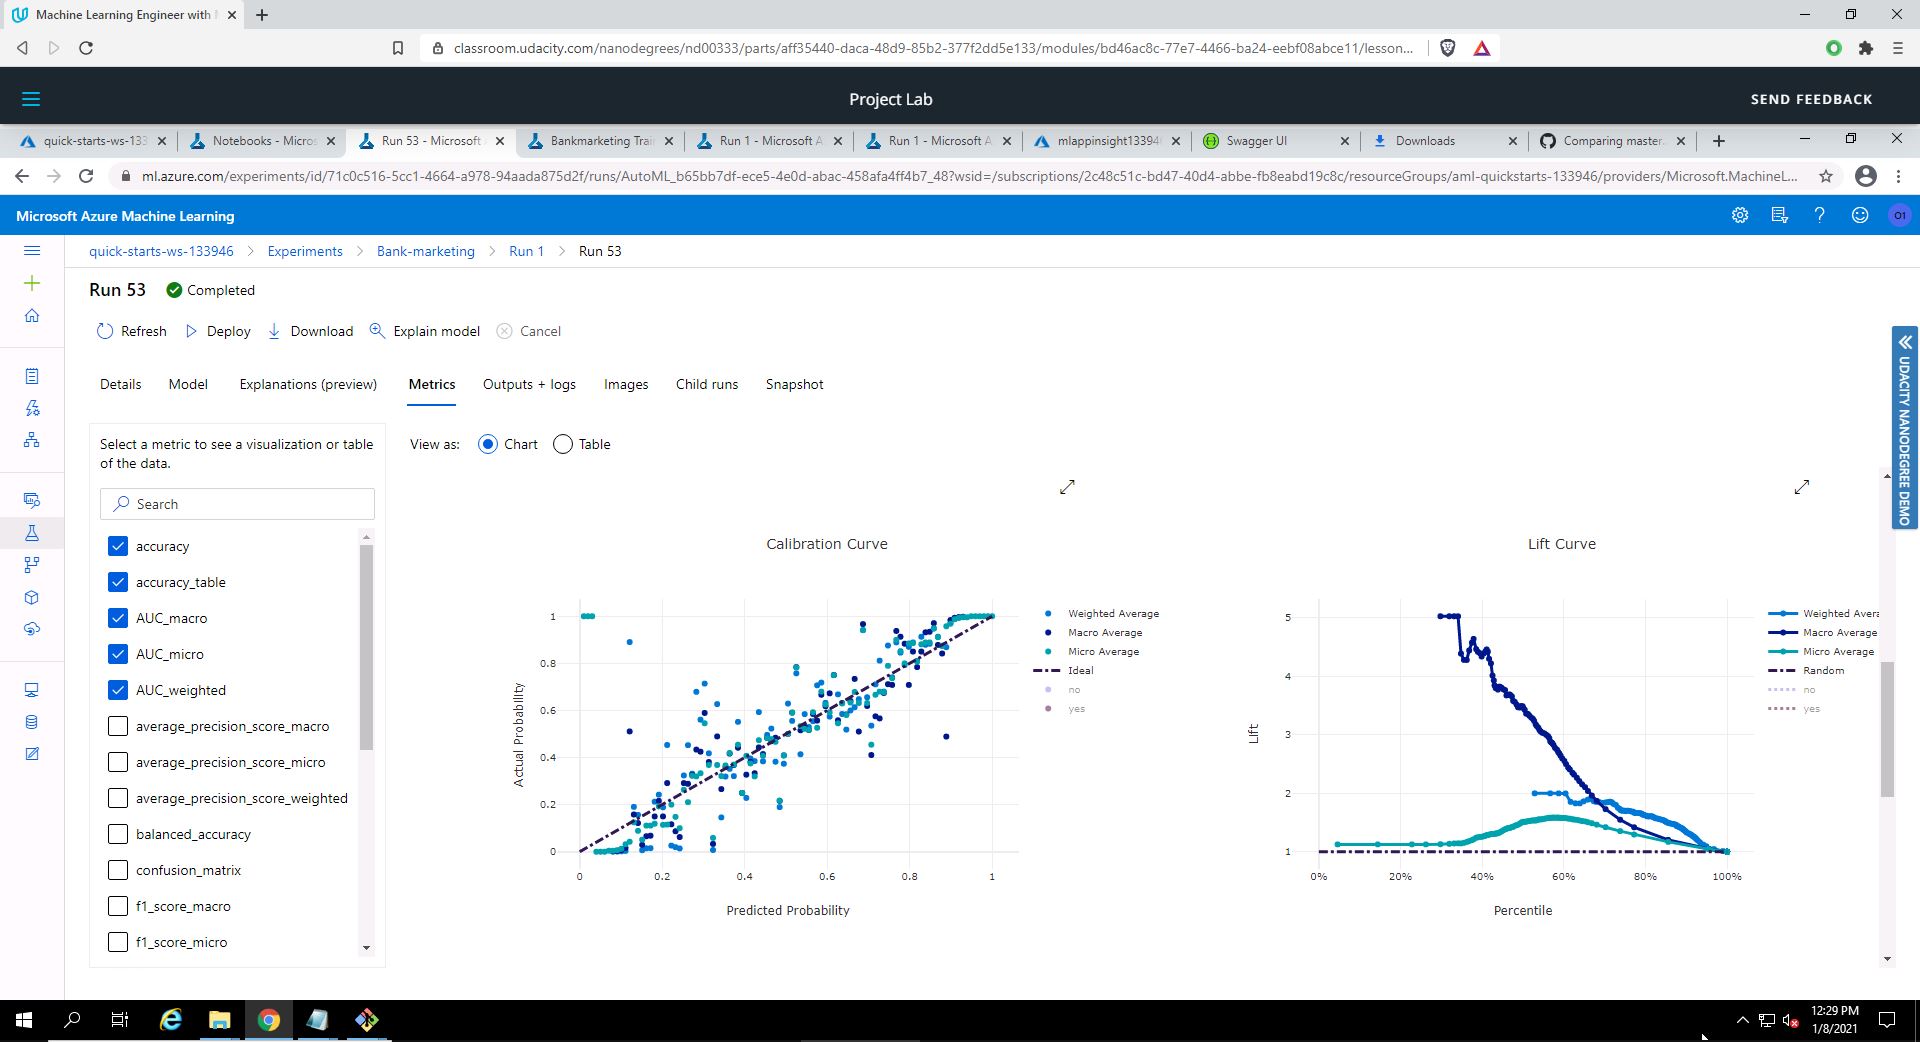 Machine Learning Engineer with
classroom.udacity.com/nanodegrees/nd00333/parts/aff35440-daca-48d9-85b2-377f2dd5e133/modules/bd46ac8c-77e7-4466-ba24-eebf08abce11/lesson...
Project Lab
SEND FEEDBACK
quick-starts-ws-133
Notebooks - Micros
Run 53 - Microsoft
Bankmarketing Train
Run 1 - Microsoft A
Run 1 - Microsoft A
mlappinsight13394
Swagger UI
Downloads
Comparing master.
ml.azure.com/experiments/id/71c0c516-5cc1-4664-a978-94aada875d2f/runs/AutoML_b65bb7df-ece5-4e0d-abac-458afa4ff4b7_48?wsid=/subscriptions/2c48c51c-bd47-40d4-abbe-fb8eabd19c8c/resourceGroups/aml-quickstarts-133946/providers/Microsoft.MachineL...
Microsoft Azure Machine Learning
?
O1
quick-starts-ws-133946 > Experiments > Bank-marketing > Run 1 > Run 53
Run 53 Completed
Refresh Deploy Download Explain model Cancel
Details Model Explanations (preview) Metrics Outputs + logs Images Child runs Snapshot
UDACITY NANODEGREE DEMO
Select a metric to see a visualization or table
of the data.
View as: Chart Table
Search
accuracy
accuracy_table
AUC_macro
AUC_micro
AUC_weighted
average_precision_score_macro
average_precision_score_micro
average_precision_score_weighted
balanced_accuracy
confusion_matrix
f1_score_macro
f1_score_micro
Calibration Curve
Actual Probability
1
0.8
0.6
0.4
0.2
0
0 0.2 0.4 0.6 0.8 1
Predicted Probability
Weighted Average
Macro Average
Micro Average
Ideal
no
yes
Lift Curve
Lift
5
4
3
2
1
0% 20% 40% 60% 80% 100%
Percentile
Weighted Avera
Macro Average
Micro Average
Random
no
yes
12:29 PM
1/8/2021